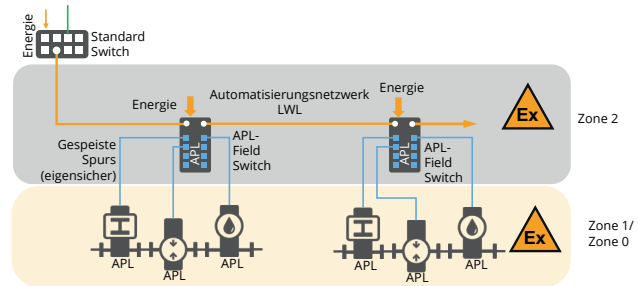 Energie
Standard
Switch
Energie
Automatisierungsnetzwerk
LWL
Energie
Ex
Zone 2
Gespeiste
Spurs
(eigensicher)
APL
APL-
Field
Switch
APL
APL-
Field
Switch
Ex
Zone 1/
Zone 0
APL
APL
APL
APL
APL
APL